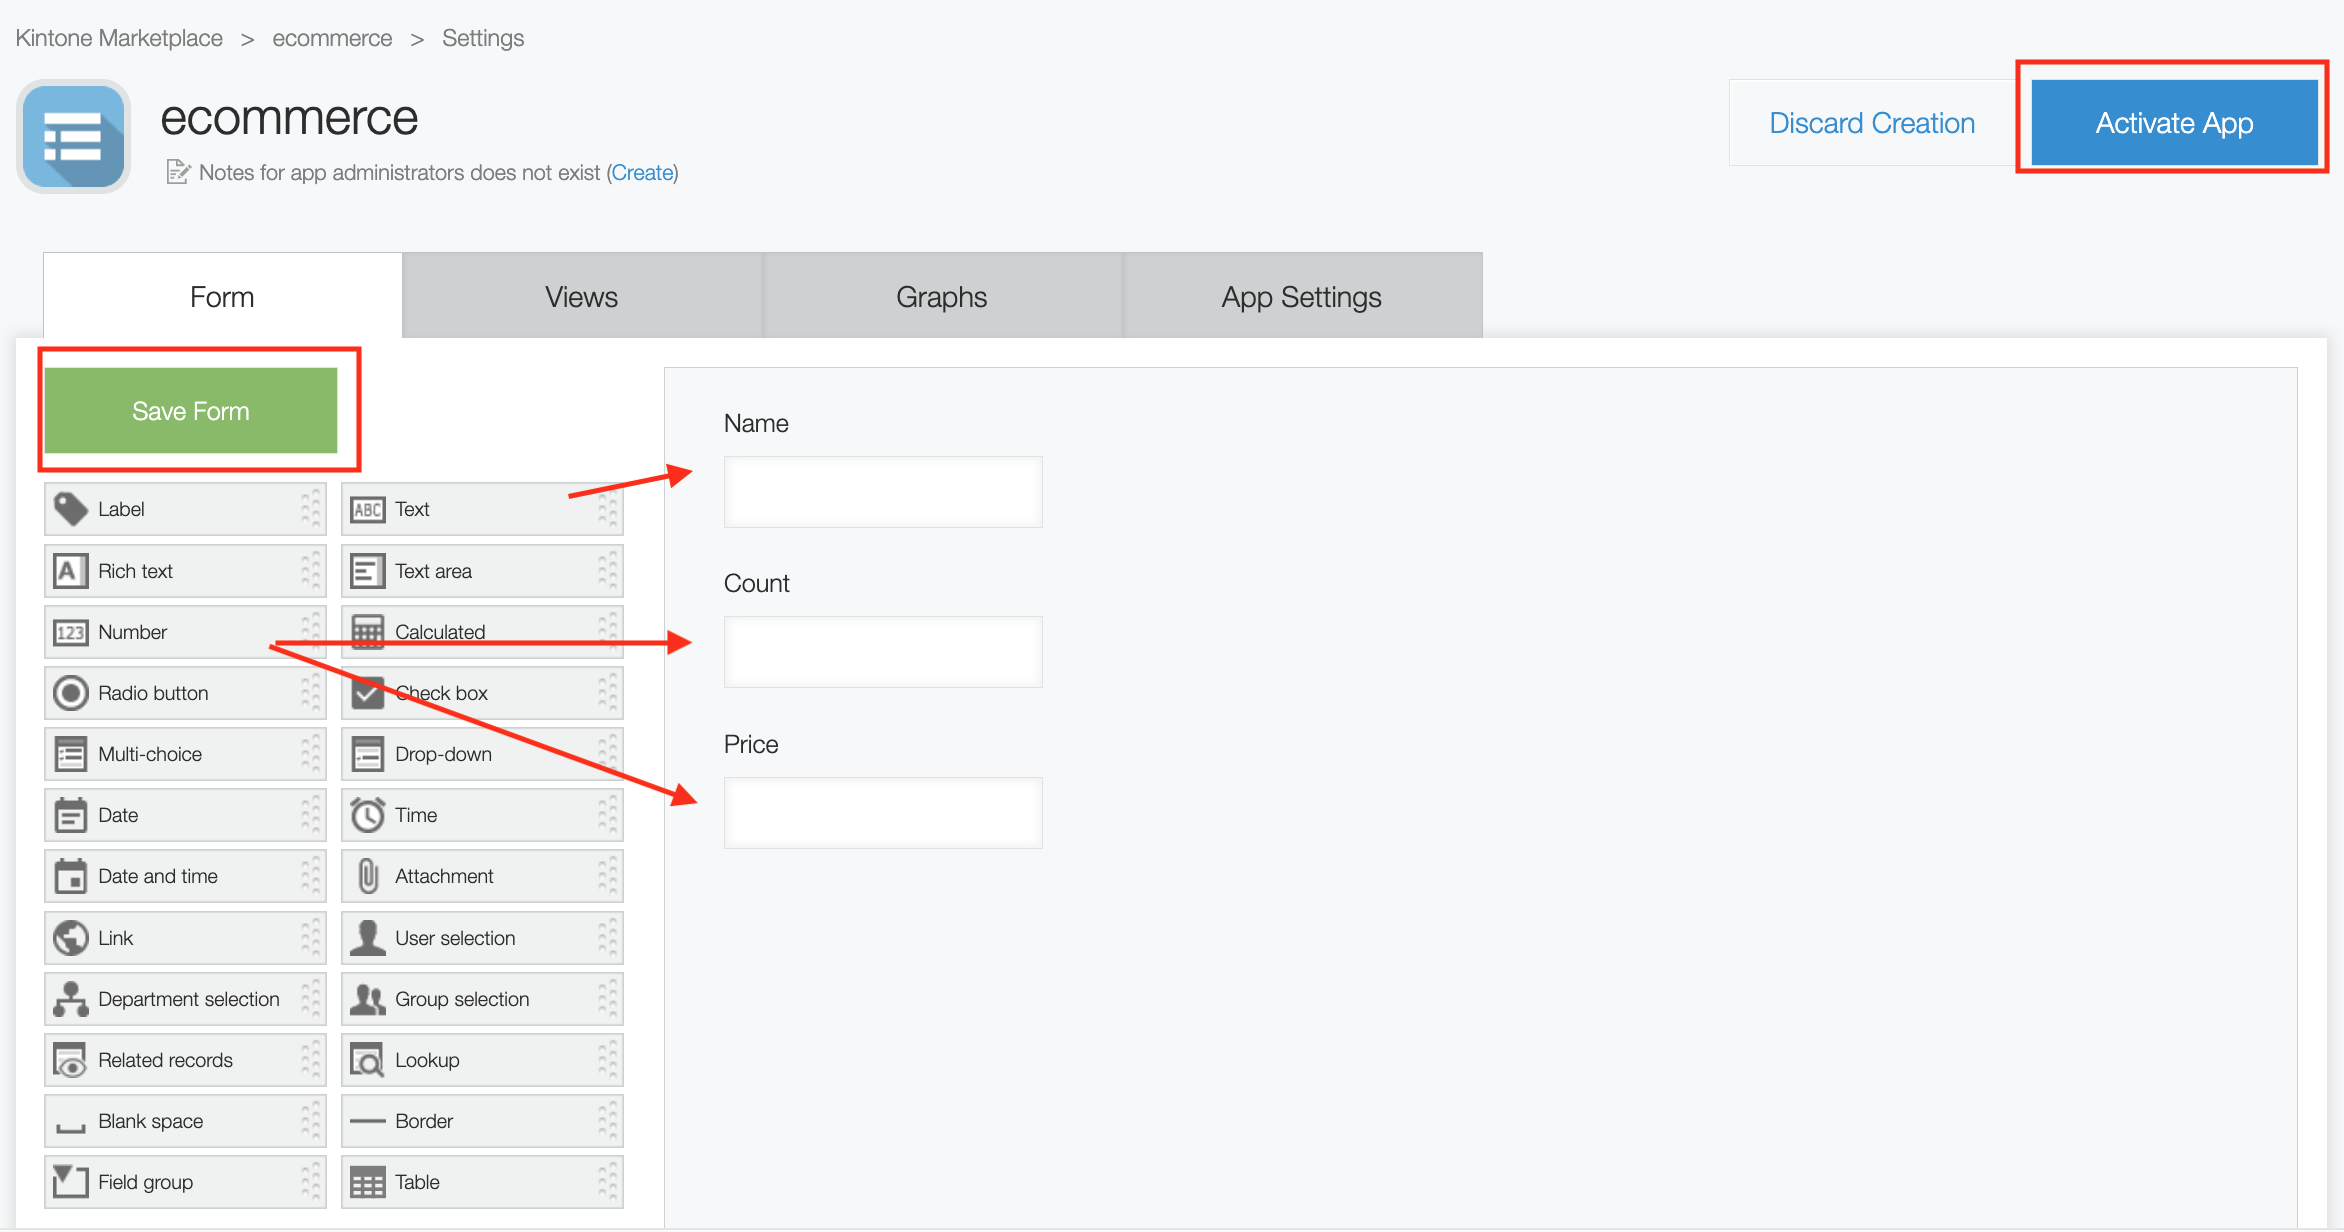 Kintone Marketplace > ecommerce > Settings
ecommerce
Notes for app administrators does not exist (Create)
Discard Creation
Activate App
Form
Views
Graphs
App Settings
Save Form
Label
ABC Text
A Rich text
Text area
123 Number
Calculated
Radio button
Check box
Multi-choice
Drop-down
Date
Time
Date and time
Attachment
Link
User selection
Department selection
Group selection
Related records
Lookup
Blank space
Border
Field group
Table
Name
Count
Price